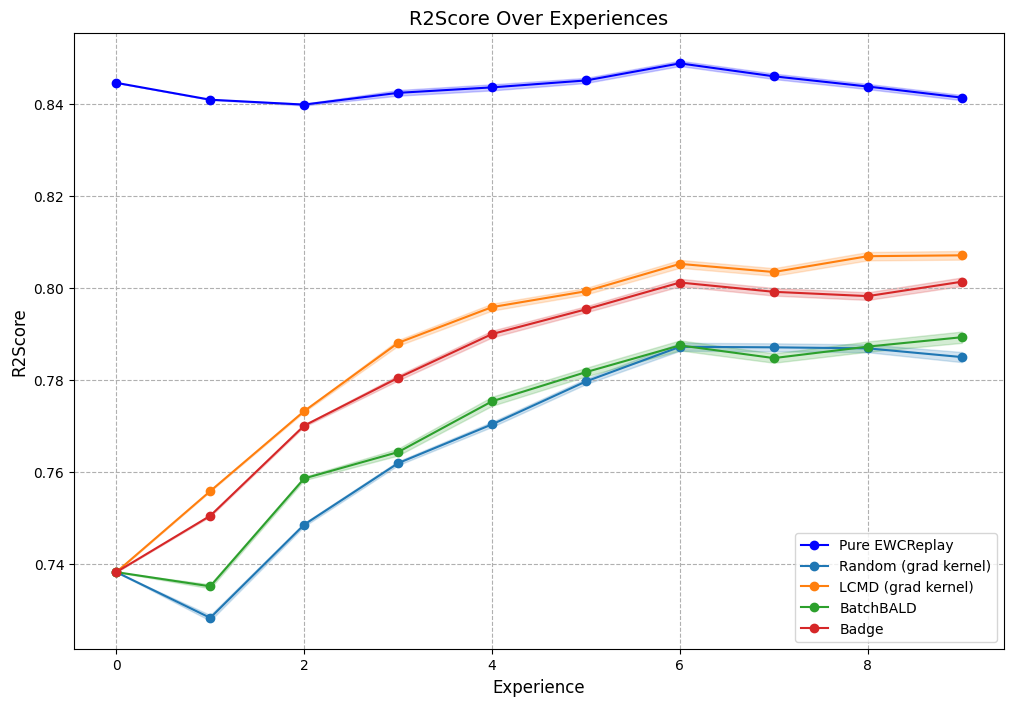 R2Score Over Experiences
R2Score
0.84
0.82
0.80
0.78
0.76
0.74
0
2
4
6
8
Experience
Pure EWCReplay
Random (grad kernel)
LCMD (grad kernel)
BatchBALD
Badge